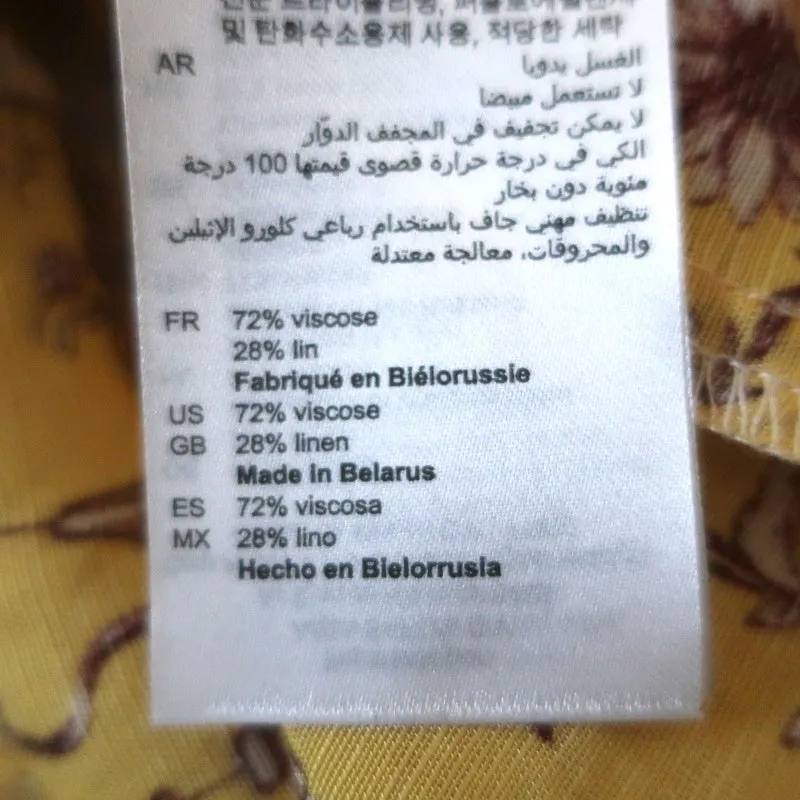 및 탄화수소용제 사용, 적당한 세탁
AR
الغسل يدويا
لا تستعمل مبيضا
لا يمكن تجفيف في المجفف الدوّار
الكي في درجة حرارة قصوى قيمتها 100 درجة
مئوية دون بخار
تنظيف مهني جاف باستخدام رباعي كلورو الإثيلين
والمحروقات، معالجة معتدلة
FR 72% viscose
28% lin
Fabriqué en Biélorussie
US 72% viscose
GB 28% linen
Made in Belarus
ES 72% viscosa
MX 28% lino
Hecho en Bielorrusia